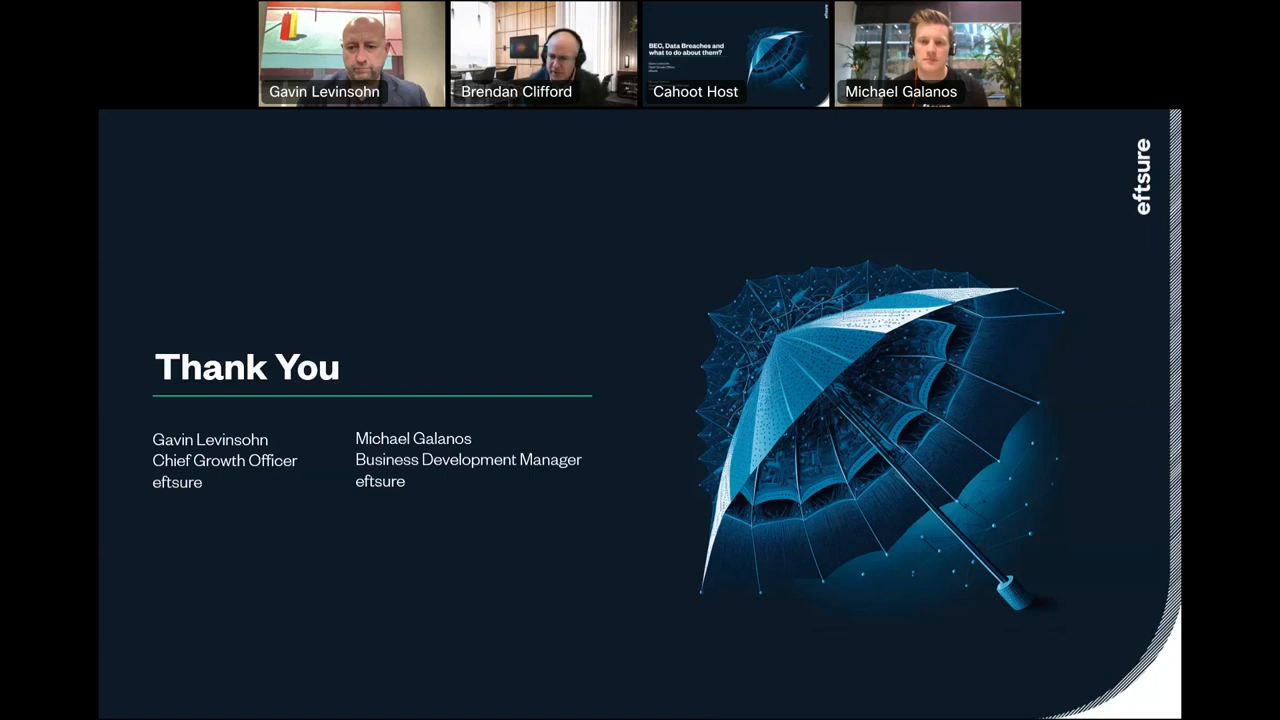 BEC, Data Breaches and
what to do about them?
eftsure
Gavin Levinsohn
Brendan Clifford
Cahoot Host
Michael Galanos
eftsure
Thank You
Gavin Levinsohn
Chief Growth Officer
eftsure
Michael Galanos
Business Development Manager
eftsure